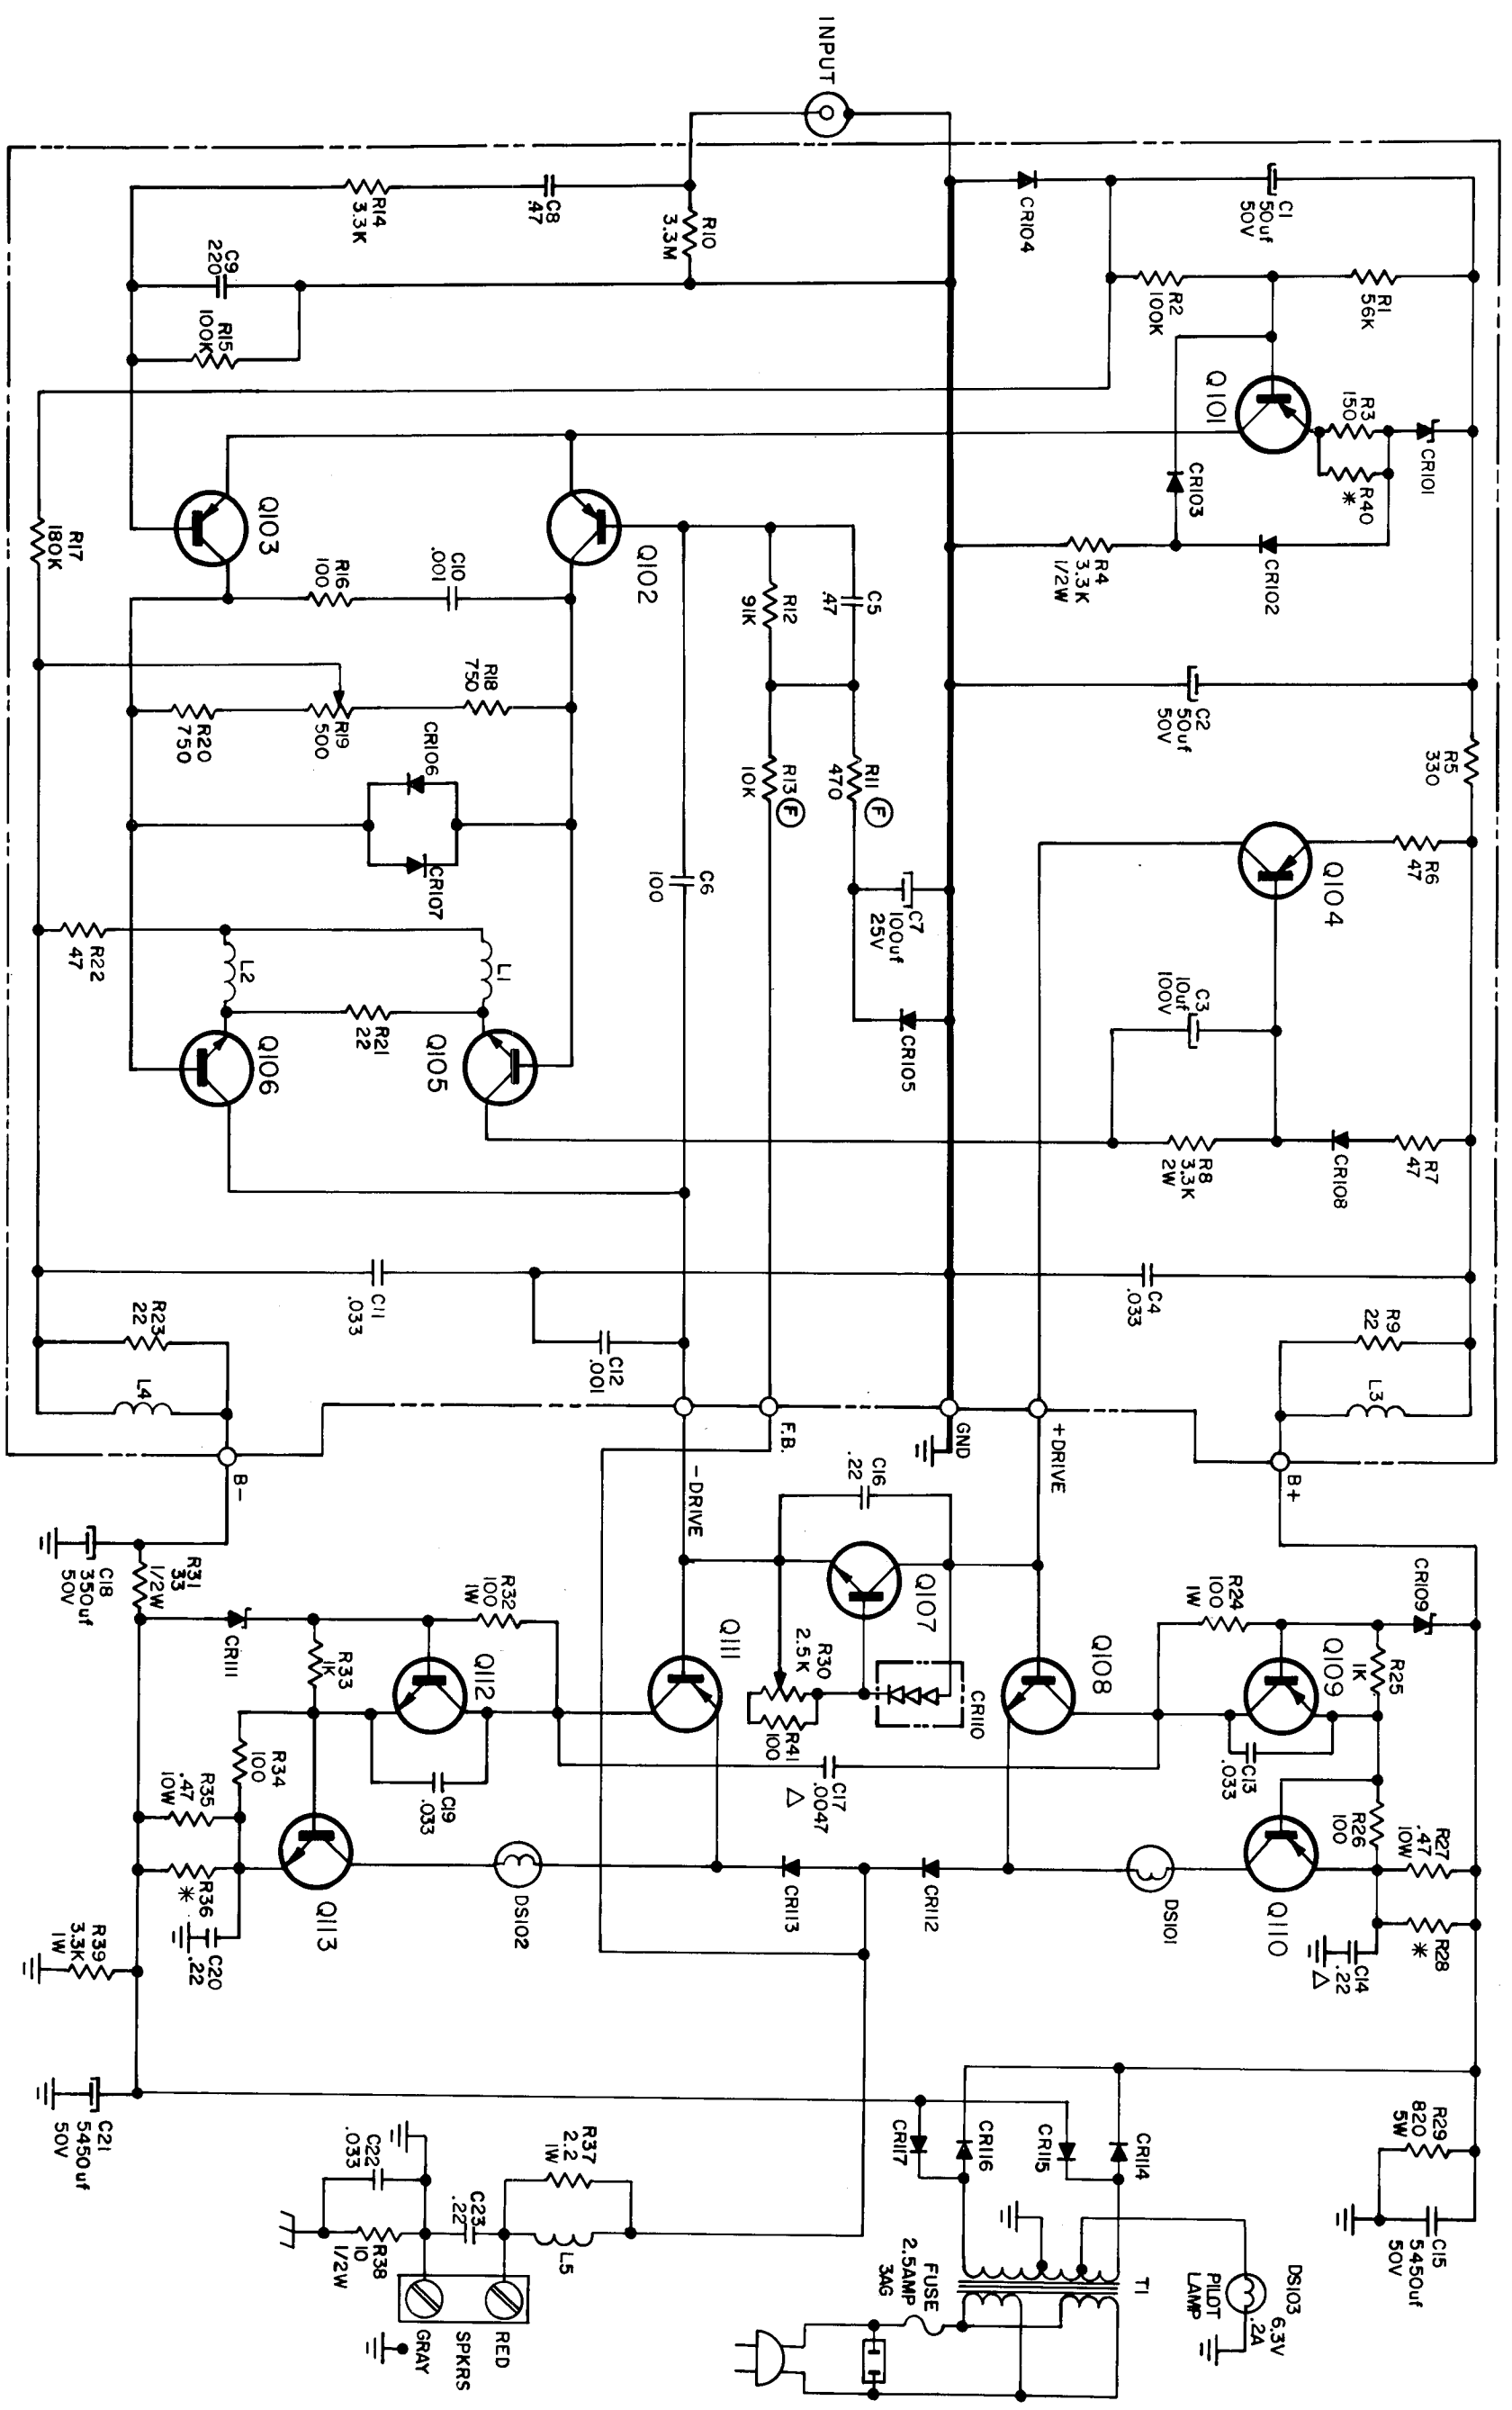 INPUT
C1
50uf
50V
CR104
R1
56K
R2
100K
Q101
R3
150
R40
*
CR101
CR103
CR102
R4
3.3K
1/2W
R10
3.3M
C8
.47
R14
3.3K
C9
220
R15
100K
R17
180K
Q103
Q102
R16
100
C10
.001
R12
91K
C5
.47
C2
50uf
50V
R5
330
R18
750
R19
500
R20
750
CR106
CR107
R13
10K
F
R11
470
F
C6
100
C7
100uf
25V
CR105
Q104
R6
47
C3
10uf
100V
R22
47
L2
L1
R21
22
Q106
Q105
R8
3.3K
2W
CR108
R7
47
C11
.033
C12
.001
C4
.033
R23
22
L4
R9
22
L3
B-
- DRIVE
F.B.
GND
+DRIVE
B+
C18
350uf
50V
R31
33
1/2W
CR111
R33
1K
R32
100
1W
Q112
Q111
C16
.22
Q107
R30
2.5K
R41
100
CR110
Q108
R24
100
1W
Q109
R25
1K
CR109
C13
.033
C17
.0047
△
C19
.033
R34
100
R35
.47
10W
R36
*
C20
.22
R39
3.3K
1W
Q113
DS102
CR113
CR112
DS101
Q110
R26
100
R27
.47
10W
R28
*
C14
.22
△
C21
5450uf
50V
C22
.033
R37
2.2
1W
C23
.22
R38
10
1/2W
L5
CR117
CR116
CR115
CR114
R29
820
5W
C15
5450uf
50V
T1
FUSE
2.5AMP
3AG
DS103
6.3V
.2A
PILOT
LAMP
RED
SPKRS
GRAY